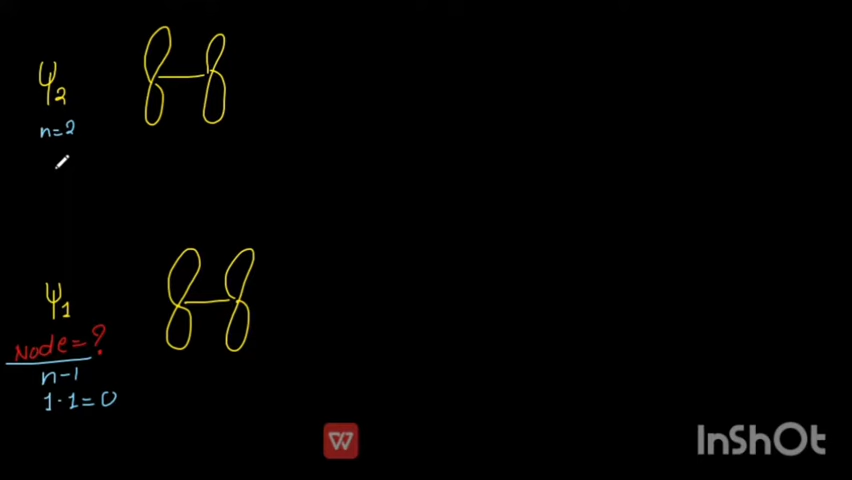 ψ2
n=2
ψ1
Node=?
n-1
1-1=0
W
InShOt